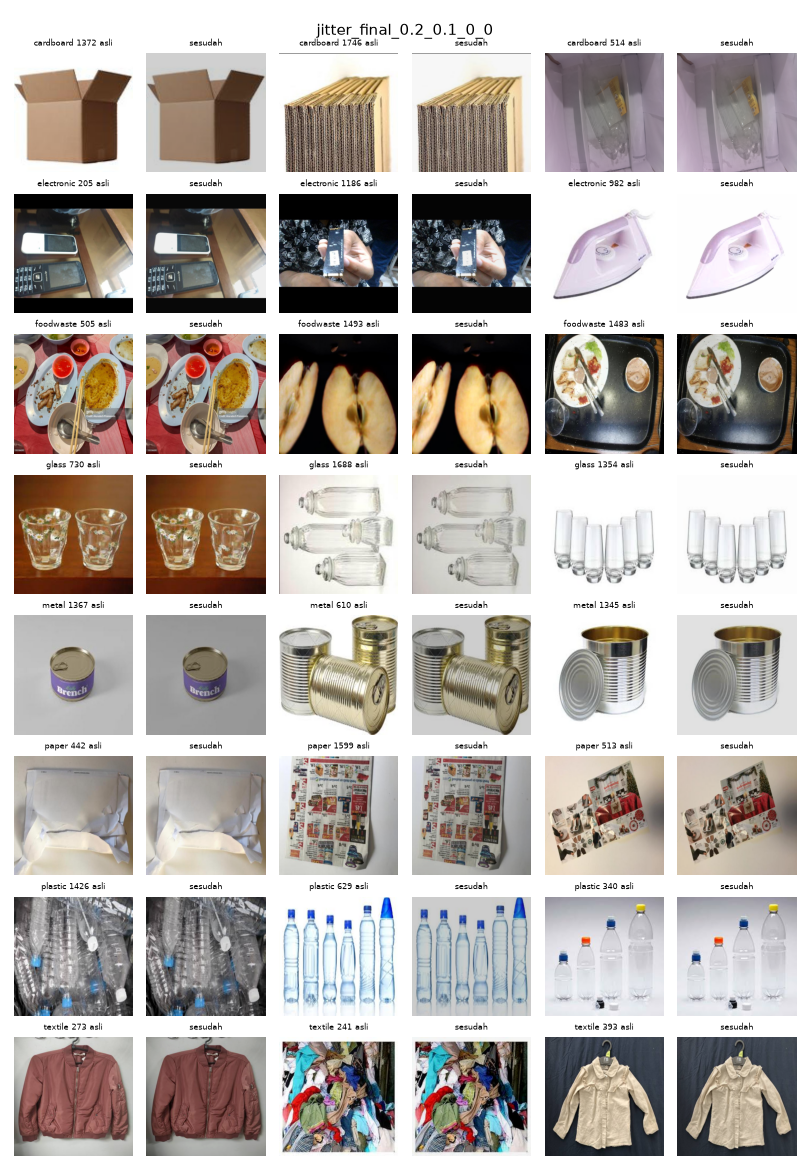 jitter_final_0.2_0.1_0_0
cardboard 1372 asli sesudah cardboard 1746 asli sesudah cardboard 514 asli sesudah
electronic 205 asli sesudah electronic 1186 asli sesudah electronic 982 asli sesudah
foodwaste 505 asli sesudah foodwaste 1493 asli sesudah foodwaste 1483 asli sesudah
glass 730 asli sesudah glass 1688 asli sesudah glass 1354 asli sesudah
metal 1367 asli sesudah metal 610 asli sesudah metal 1345 asli sesudah
Brench Brench
paper 442 asli sesudah paper 1599 asli sesudah paper 513 asli sesudah
plastic 1426 asli sesudah plastic 629 asli sesudah plastic 340 asli sesudah
textile 273 asli sesudah textile 241 asli sesudah textile 393 asli sesudah